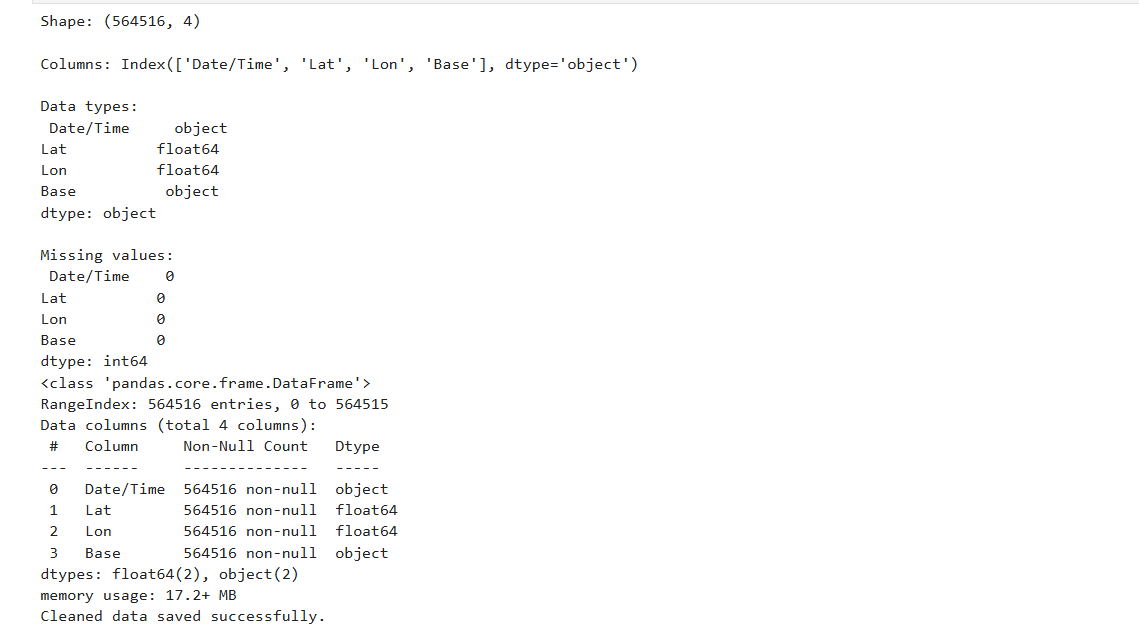 Shape: (564516, 4)
Columns: Index(['Date/Time', 'Lat', 'Lon', 'Base'], dtype='object')
Data types:
Date/Time     object
Lat          float64
Lon          float64
Base          object
dtype: object
Missing values:
Date/Time    0
Lat          0
Lon          0
Base         0
dtype: int64
<class 'pandas.core.frame.DataFrame'>
RangeIndex: 564516 entries, 0 to 564515
Data columns (total 4 columns):
#   Column     Non-Null Count   Dtype
---  ------     --------------   -----
0   Date/Time  564516 non-null  object
1   Lat        564516 non-null  float64
2   Lon        564516 non-null  float64
3   Base       564516 non-null  object
dtypes: float64(2), object(2)
memory usage: 17.2+ MB
Cleaned data saved successfully.